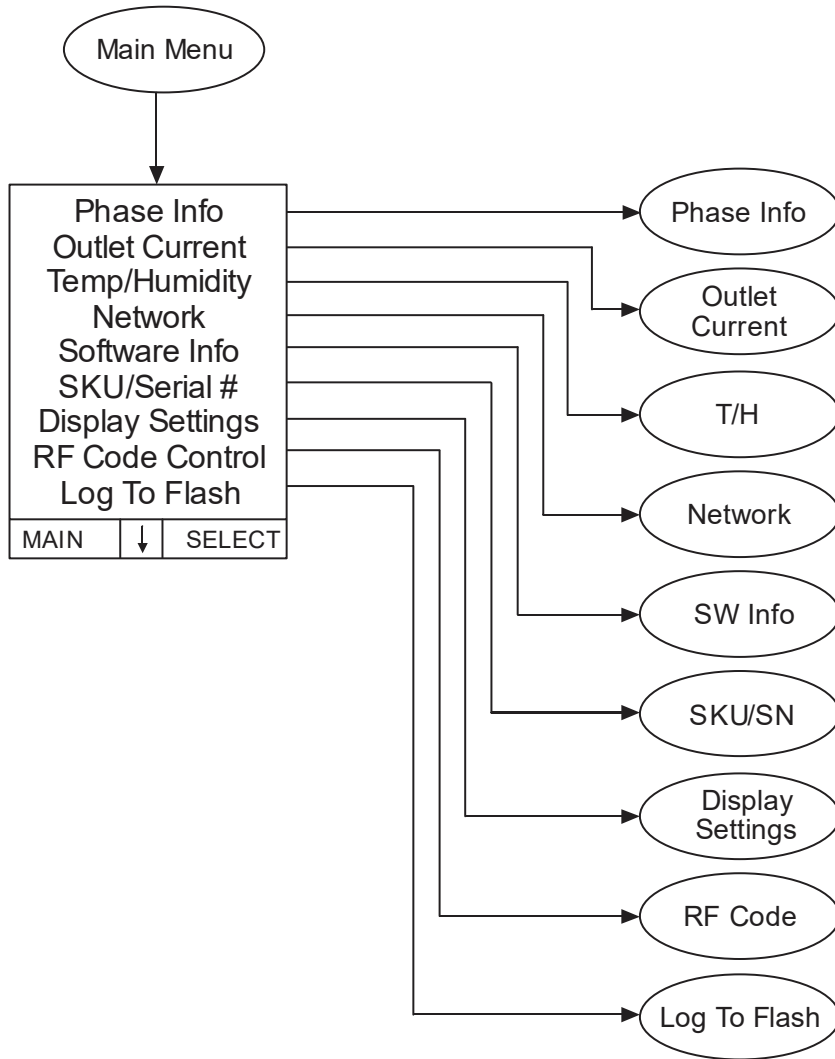 Main Menu
Phase Info
Outlet Current
Temp/Humidity
Network
Software Info
SKU/Serial #
Display Settings
RF Code Control
Log To Flash
MAIN ↓ SELECT
Phase Info
Outlet
Current
T/H
Network
SW Info
SKU/SN
Display
Settings
RF Code
Log To Flash